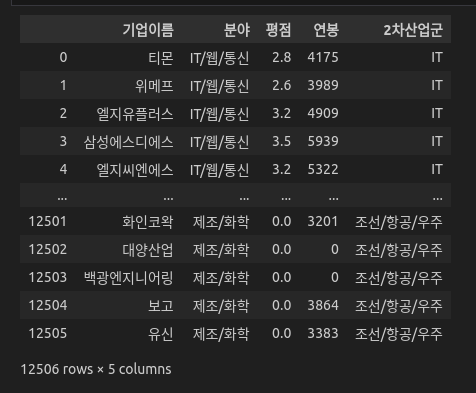 기업이름 분야 평점 연봉 2차산업군
0 티몬 IT/웹/통신 2.8 4175 IT
1 위메프 IT/웹/통신 2.6 3989 IT
2 엘지유플러스 IT/웹/통신 3.2 4909 IT
3 삼성에스디에스 IT/웹/통신 3.5 5939 IT
4 엘지씨엔에스 IT/웹/통신 3.2 5322 IT
... ... ... ... ... ...
12501 화인코왁 제조/화학 0.0 3201 조선/항공/우주
12502 대양산업 제조/화학 0.0 0 조선/항공/우주
12503 백광엔지니어링 제조/화학 0.0 0 조선/항공/우주
12504 보고 제조/화학 0.0 3864 조선/항공/우주
12505 유신 제조/화학 0.0 3383 조선/항공/우주
12506 rows × 5 columns